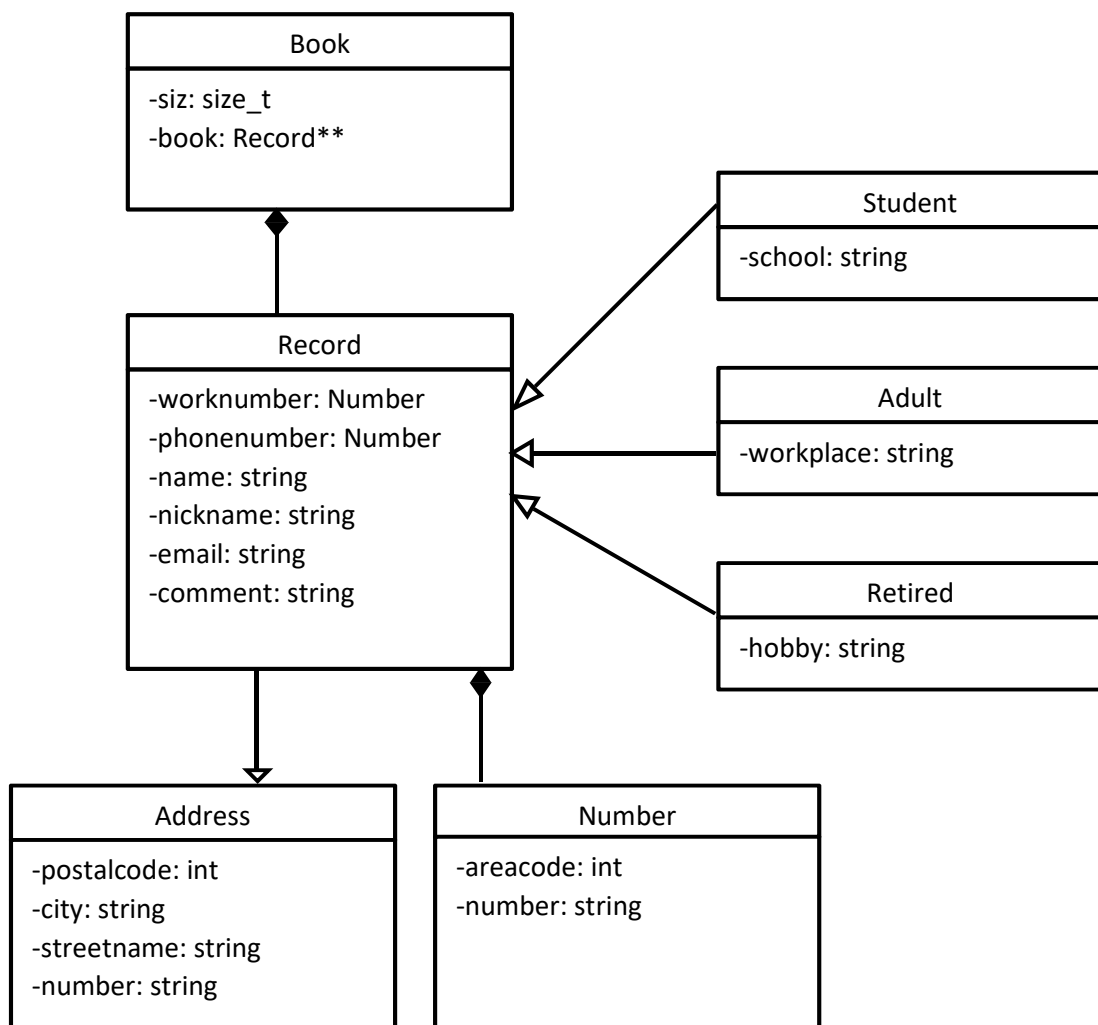 Book
-siz: size_t
-book: Record**
Student
-school: string
Record
-worknumber: Number
-phonenumber: Number
-name: string
-nickname: string
-email: string
-comment: string
Adult
-workplace: string
Retired
-hobby: string
Address
-postalcode: int
-city: string
-streetname: string
-number: string
Number
-areacode: int
-number: string